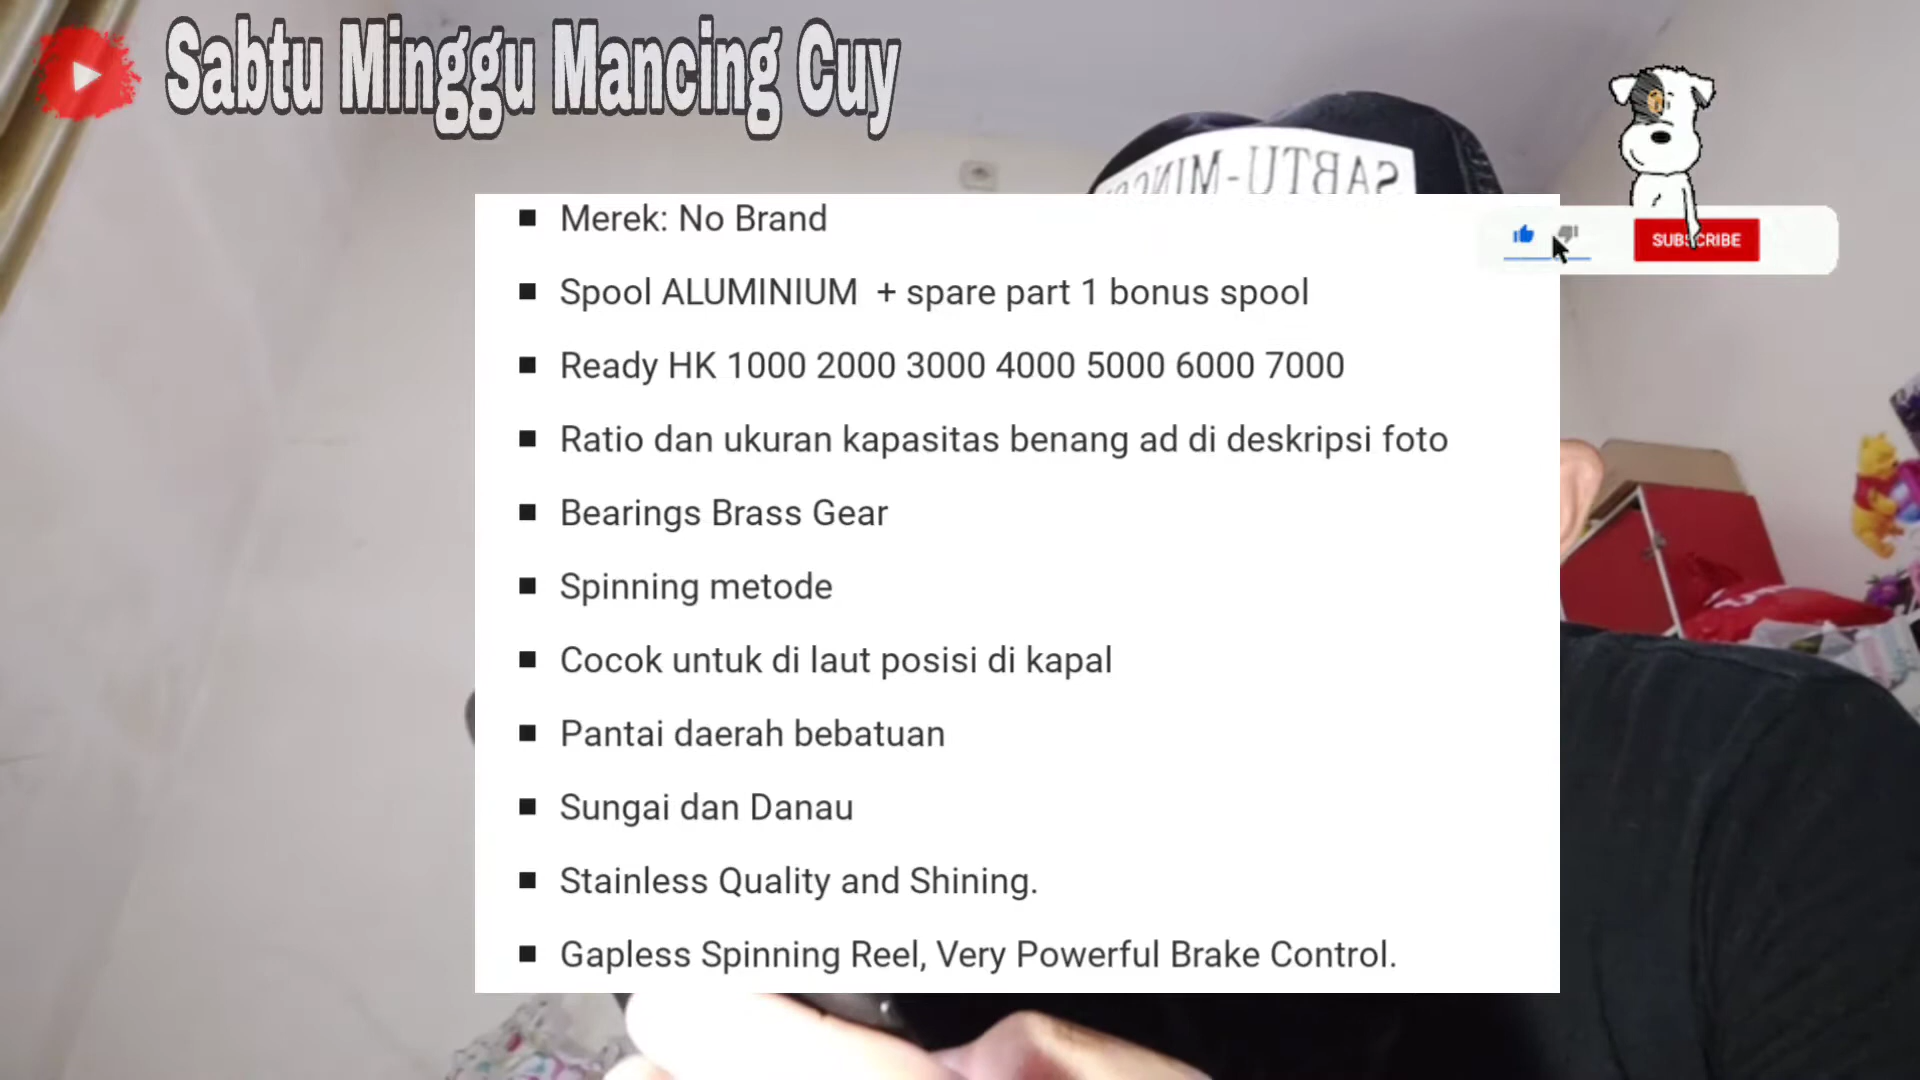 Sabtu Minggu Mancing Cuy
SABTU-MINGG
Merek: No Brand
SUBSCRIBE
Spool ALUMINIUM + spare part 1 bonus spool
Ready HK 1000 2000 3000 4000 5000 6000 7000
Ratio dan ukuran kapasitas benang ad di deskripsi foto
Bearings Brass Gear
Spinning metode
Cocok untuk di laut posisi di kapal
Pantai daerah bebatuan
Sungai dan Danau
Stainless Quality and Shining.
Gapless Spinning Reel, Very Powerful Brake Control.